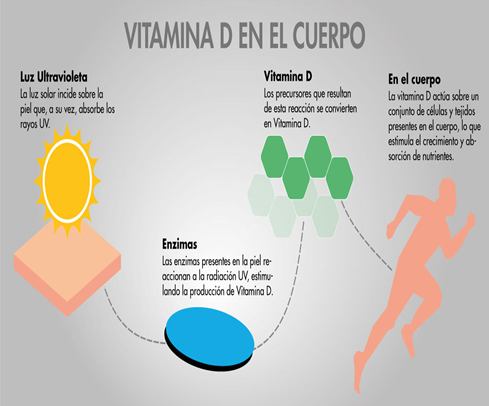 VITAMINA D EN EL CUERPO
Luz Ultravioleta
La luz solar incide sobre la
piel que, a su vez, absorbe los
rayos UV.
Enzimas
Las enzimas presentes en la piel re-
accionan a la radiación UV, estimu-
lando la producción de Vitamina D.
Vitamina D
Los precursores que resultan
de esta reacción se convierten
en Vitamina D.
En el cuerpo
La vitamina D actúa sobre un
conjunto de células y tejidos
presentes en el cuerpo, lo que
estimula el crecimiento y ab-
sorción de nutrientes.